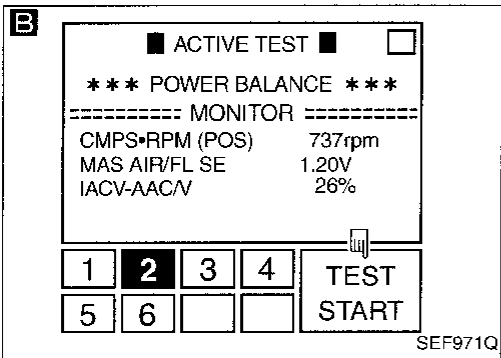 B
ACTIVE TEST
*** POWER BALANCE ***
========= MONITOR =========
CMPS•RPM (POS) 737rpm
MAS AIR/FL SE 1.20V
IACV-AAC/V 26%
1 2 3 4
5 6
TEST
START
SEF971Q